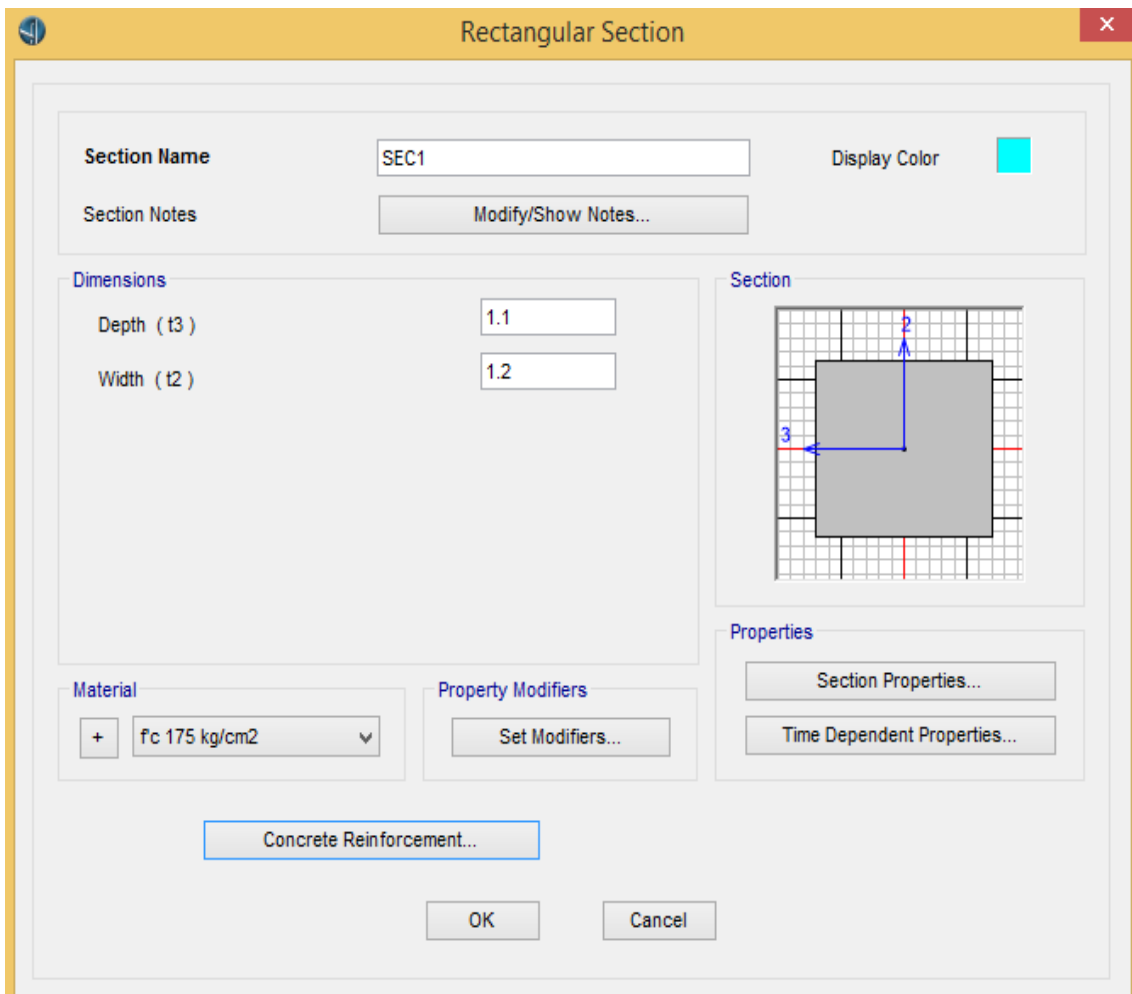 Rectangular Section
Section Name SEC1 Display Color
Section Notes Modify/Show Notes...
Dimensions
Depth ( t3 ) 1.1
Width ( t2 ) 1.2
Section
2
3
Properties
Section Properties...
Time Dependent Properties...
Material
+ f'c 175 kg/cm2
Property Modifiers
Set Modifiers...
Concrete Reinforcement...
OK Cancel